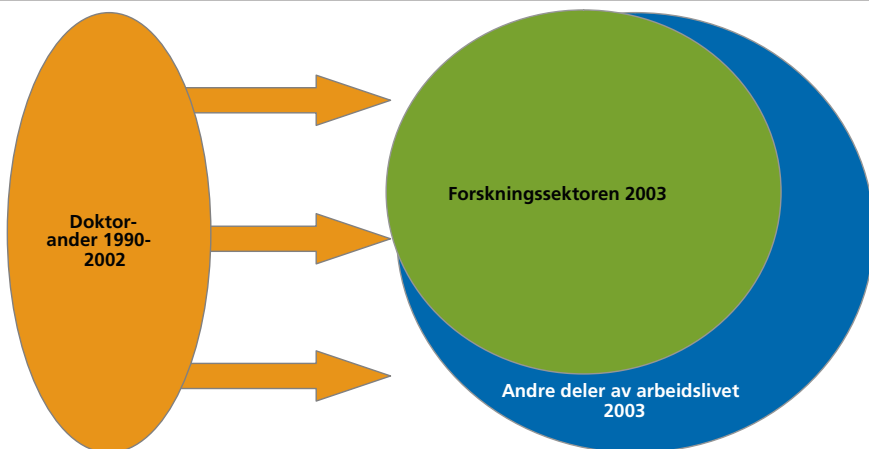 Doktor-
ander 1990-
2002
Forskningssektoren 2003
Andre deler av arbeidslivet
2003